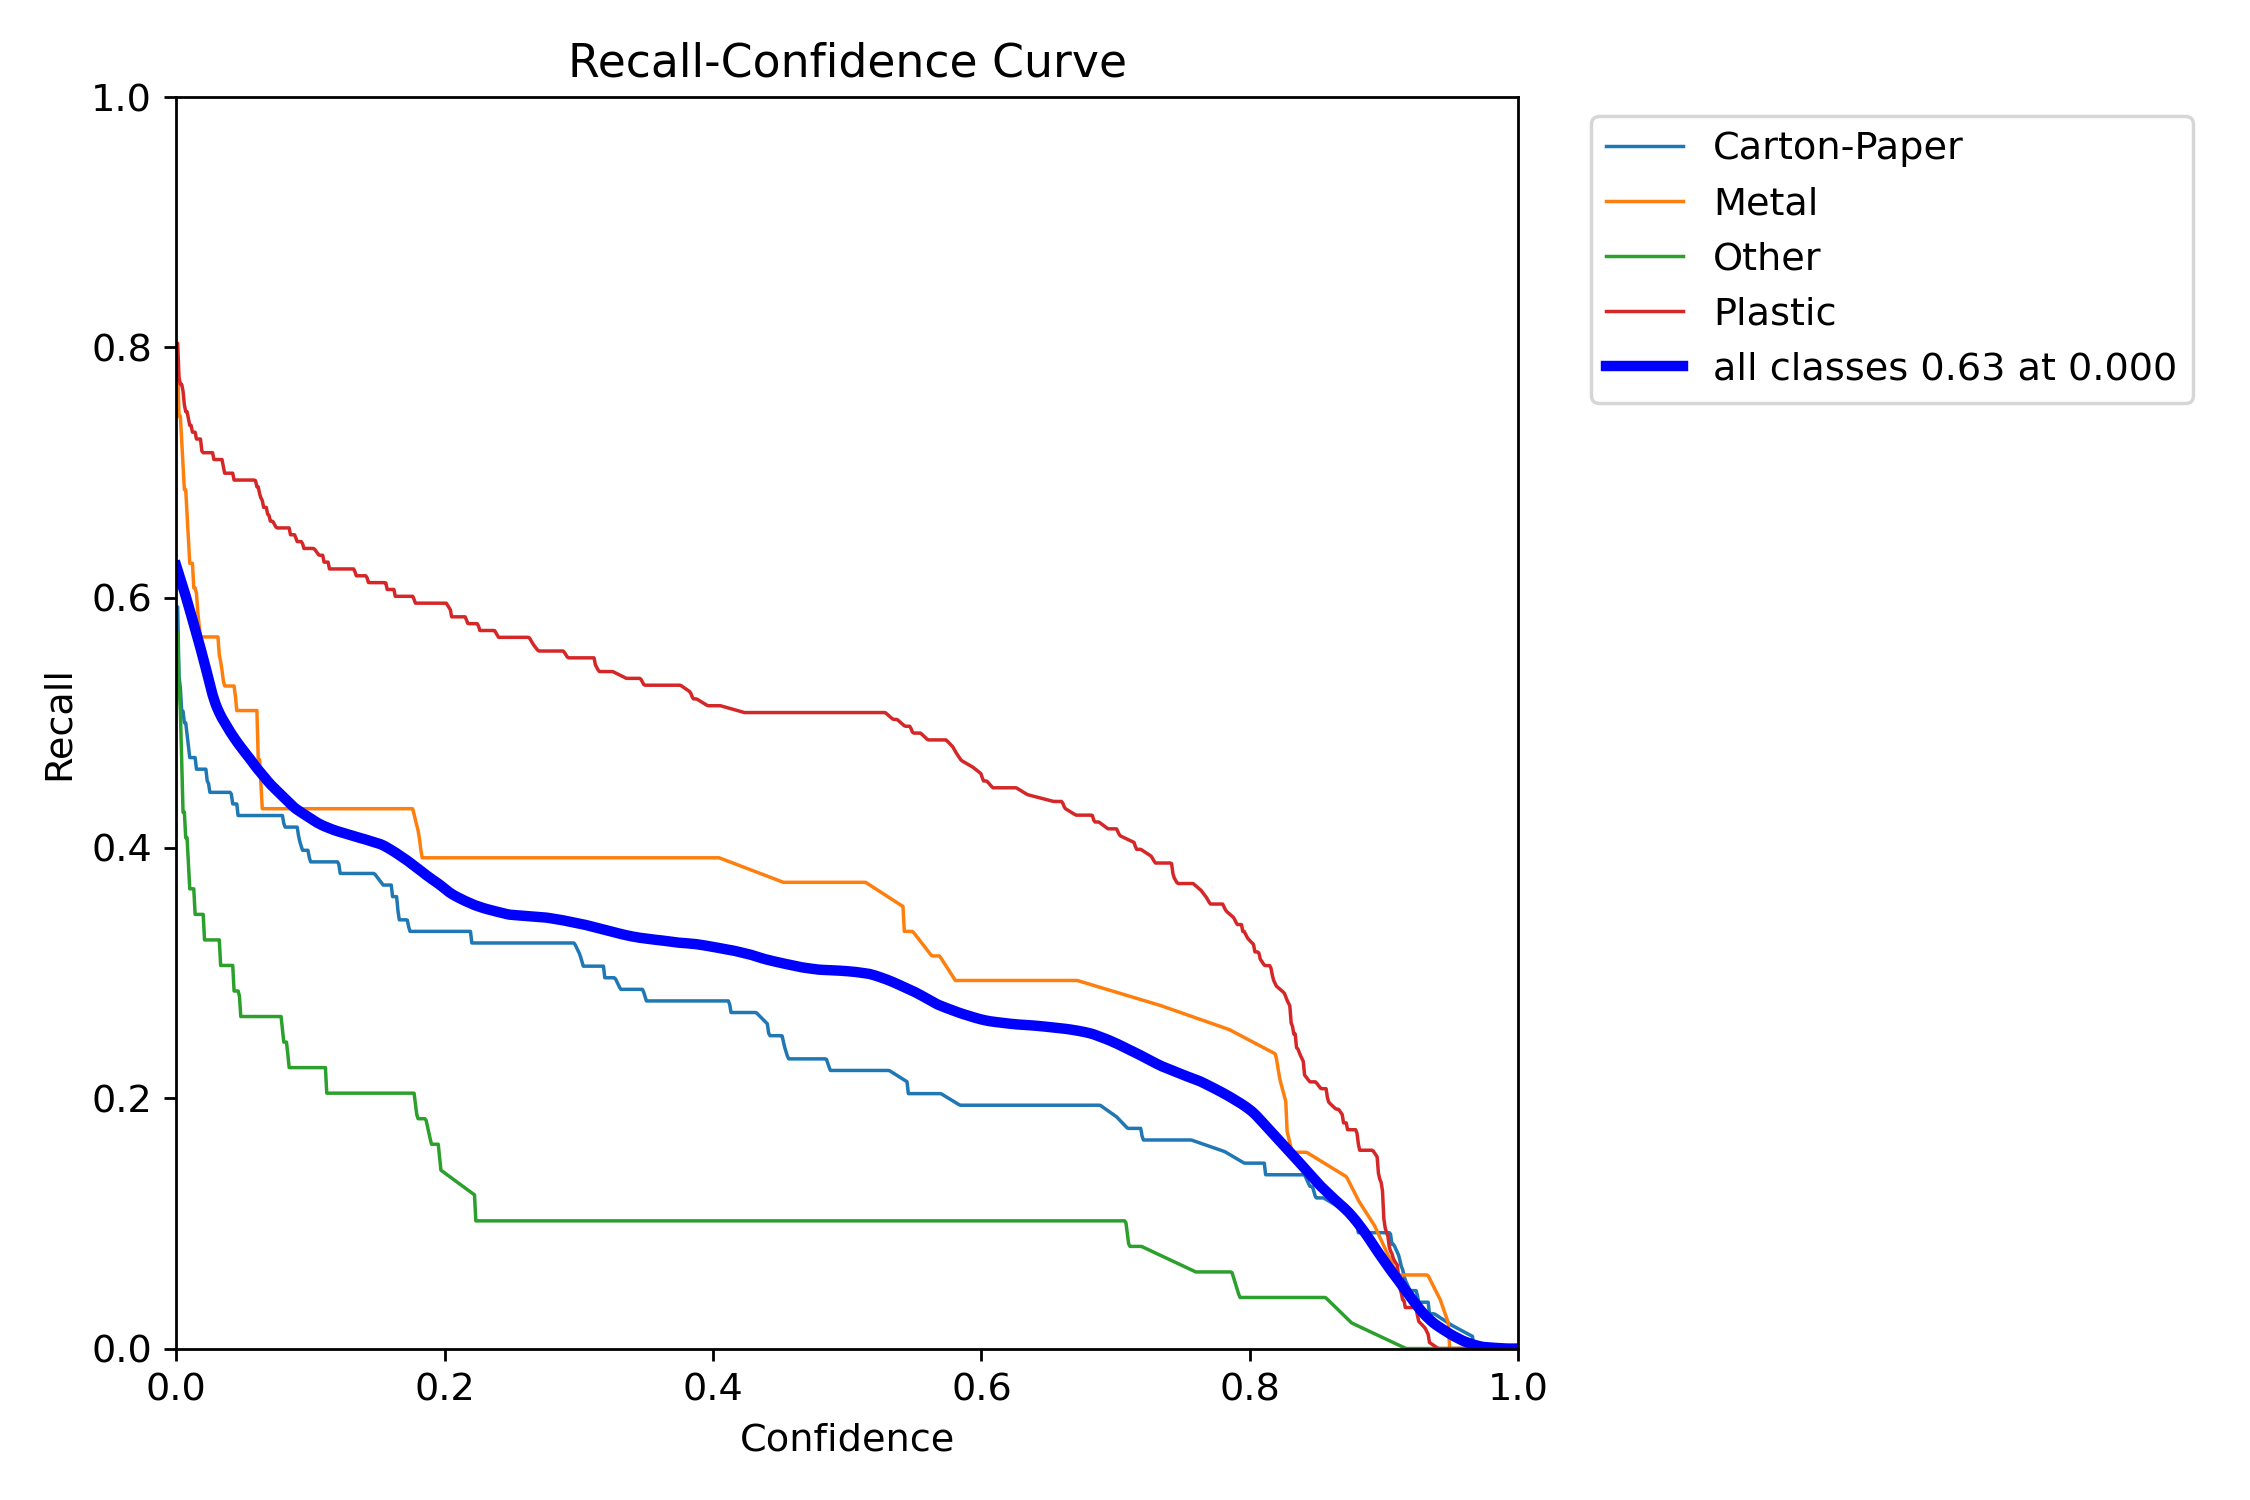 Recall-Confidence Curve
1.0
0.8
0.6
0.4
0.2
0.0
Recall
0.0 0.2 0.4 0.6 0.8 1.0
Confidence
Carton-Paper
Metal
Other
Plastic
all classes 0.63 at 0.000